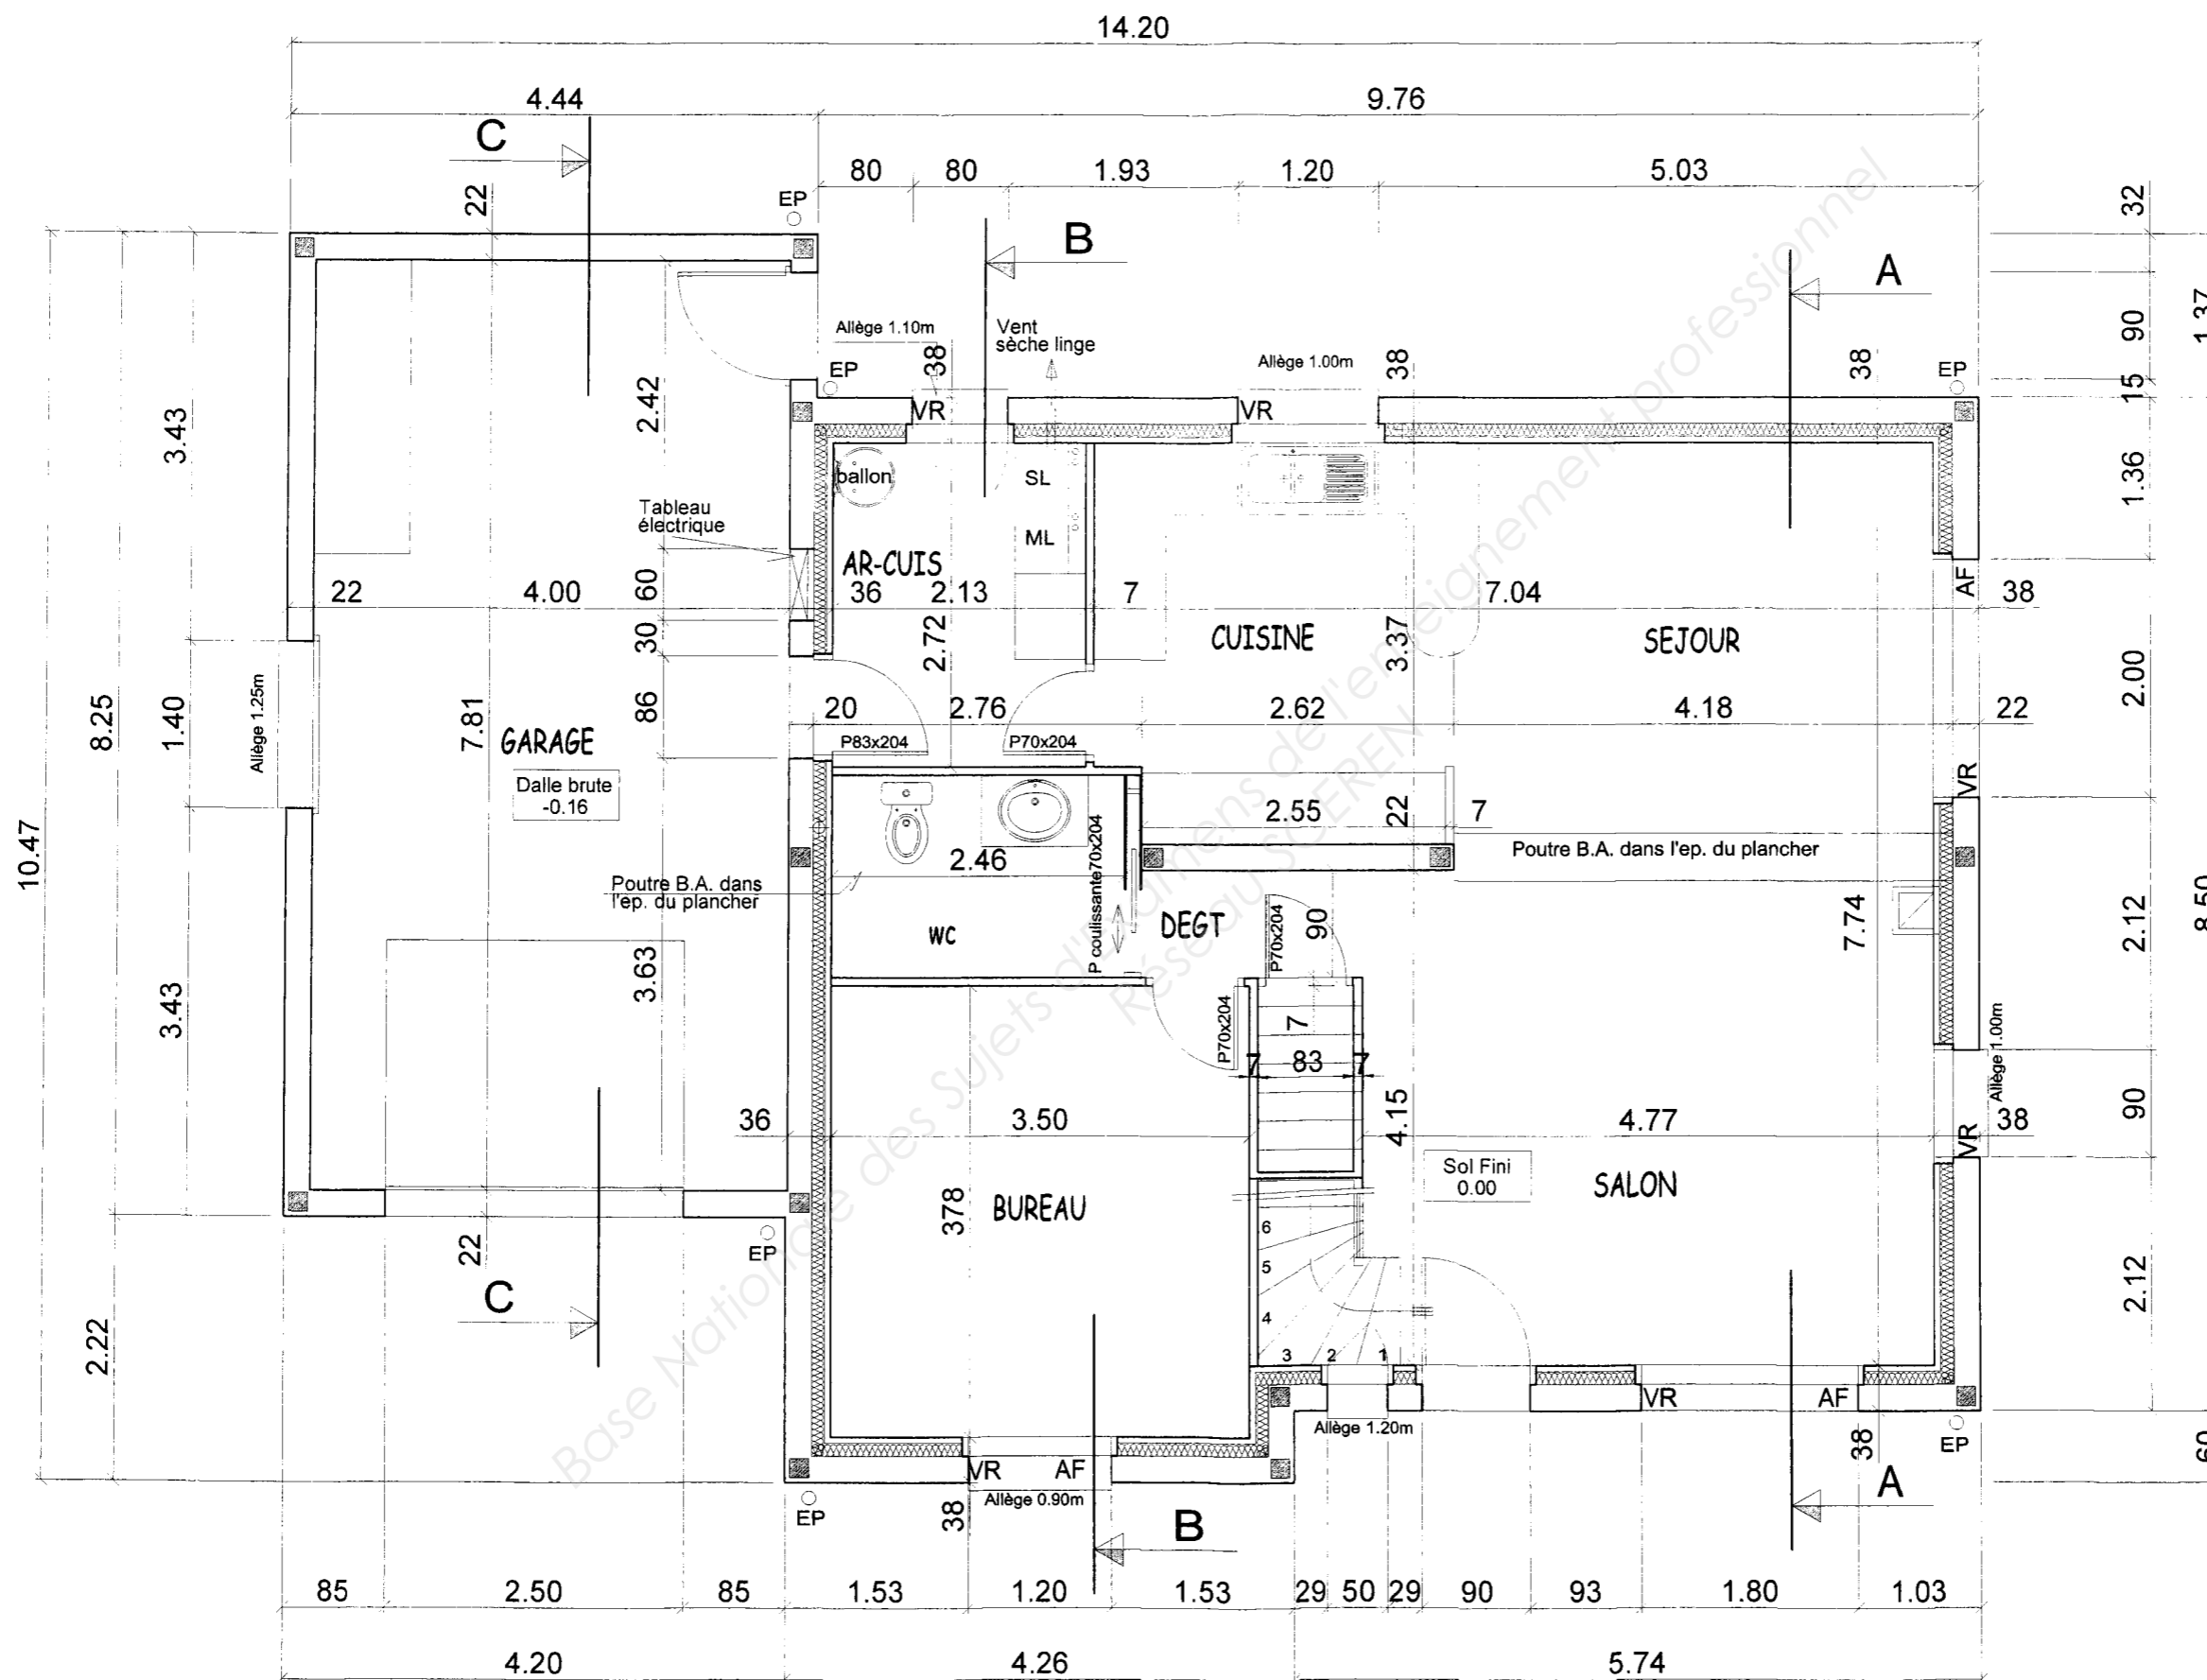 14.20
4.44
9.76
C
80
80
1.93
1.20
5.03
22
EP
32
B
A
Allège 1.10m
Vent
sèche linge
38
Allège 1.00m
38
38
90
1.37
EP
EP
15
3.43
2.42
VR
VR
ballon
SL
1.36
Tableau
électrique
ML
AR-CUIS
AF
22
4.00
60
36
2.13
7
7.04
38
30
2.72
CUISINE
3.37
SEJOUR
2.00
8.25
1.40
Allège 1.25m
7.81
86
20
2.76
2.62
4.18
22
GARAGE
P83x204
P70x204
VR
Dalle brute
-0.16
2.55
22
7
10.47
P coulissante70x204
Poutre B.A. dans l'ep. du plancher
2.46
Poutre B.A. dans
l'ep. du plancher
WC
DEGT
P70x204
90
7.74
2.12
8.50
3.43
3.63
P70x204
7
Allège 1.00m
7
83
7
36
3.50
4.15
4.77
90
38
VR
Sol Fini
0.00
SALON
378
BUREAU
6
22
EP
5
2.12
C
4
2.22
3
2
1
VR
AF
Allège 1.20m
38
EP
60
VR
AF
Allège 0.90m
A
EP
38
B
85
2.50
85
1.53
1.20
1.53
29
50
29
90
93
1.80
1.03
4.20
4.26
5.74
Base Nationale des Sujets d'Examens de l'enseignement professionnel
Réseau SCEREN